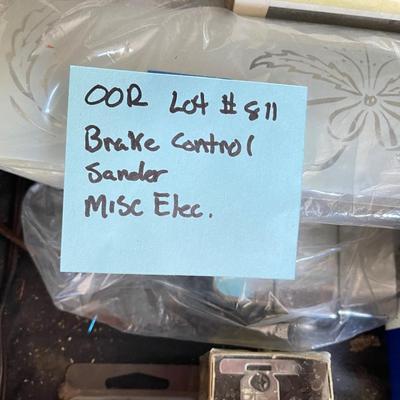 OOR Lot # 811
Brake Control
Sander
Misc Elec.